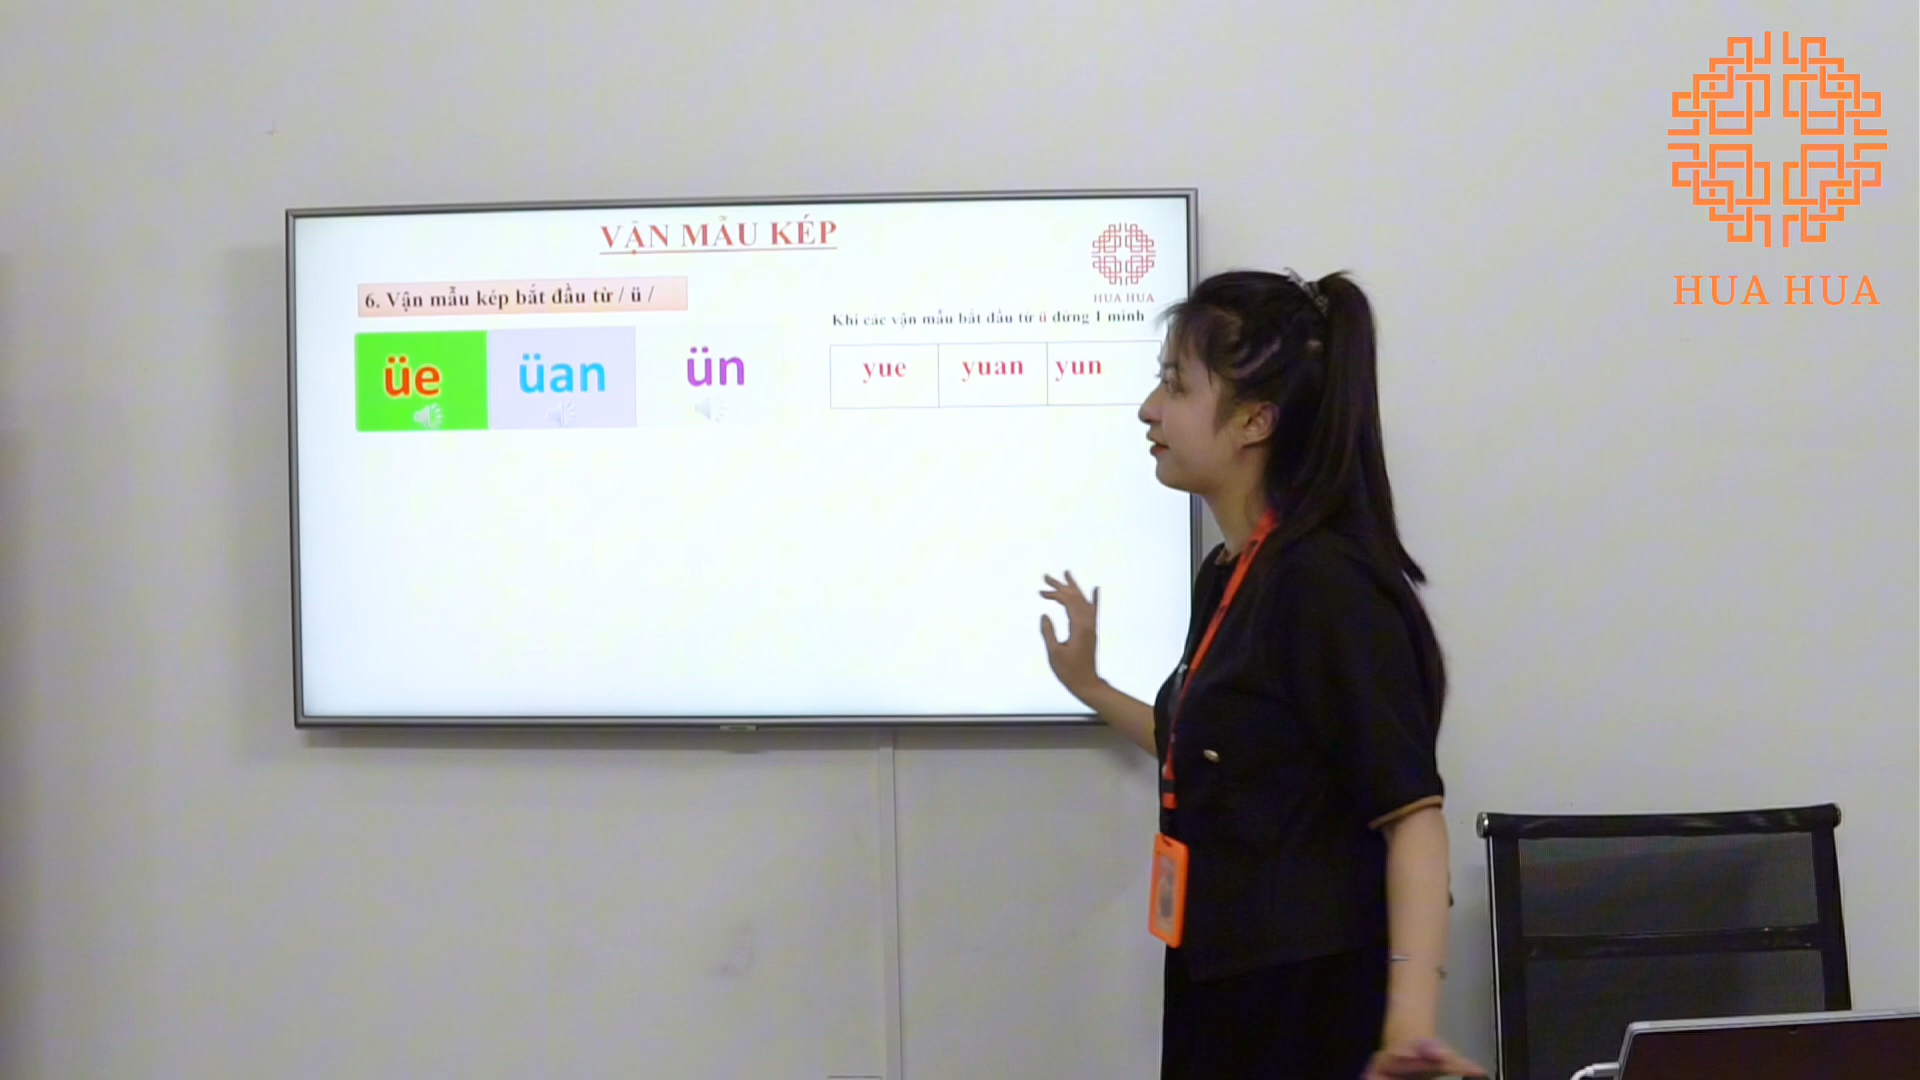 HUA HUA
VẬN MẪU KÉP
HUA HUA
6. Vận mẫu kép bắt đầu từ / ü /
Khi các vận mẫu bắt đầu từ ü đứng 1 mình
üe üan ün
yue yuan yun